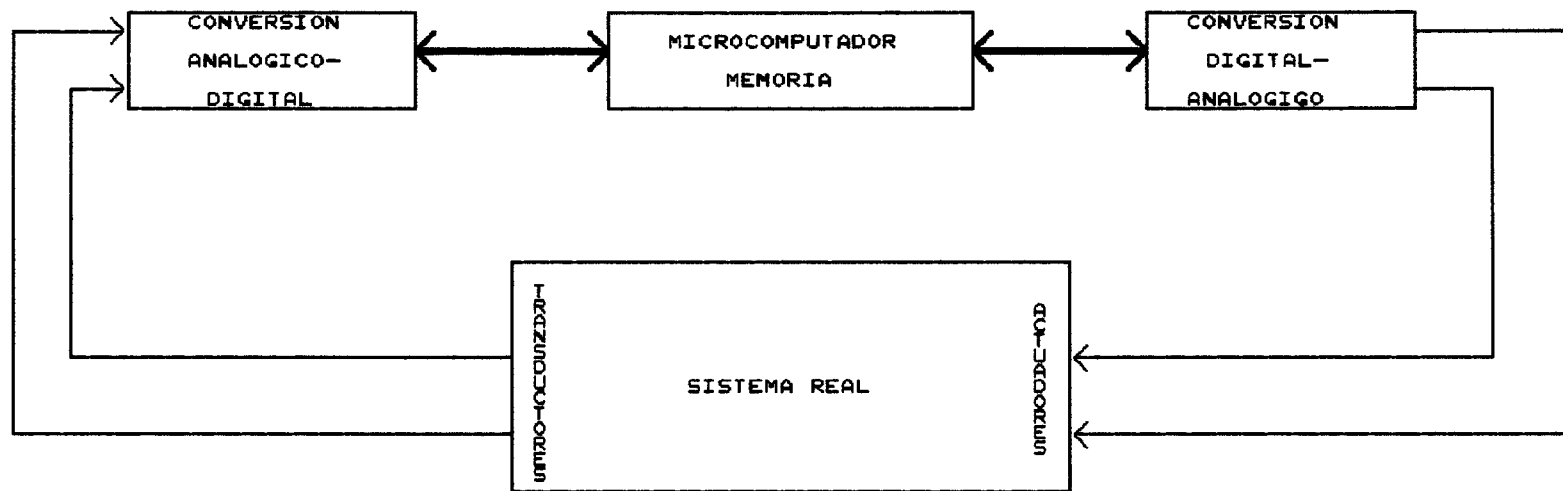 CONVERSION
ANALOGICO-
DIGITAL
MICROCOMPUTADOR
MEMORIA
CONVERSION
DIGITAL-
ANALOGIGO
TRANSDUCTORES
SISTEMA REAL
ACTUADORES